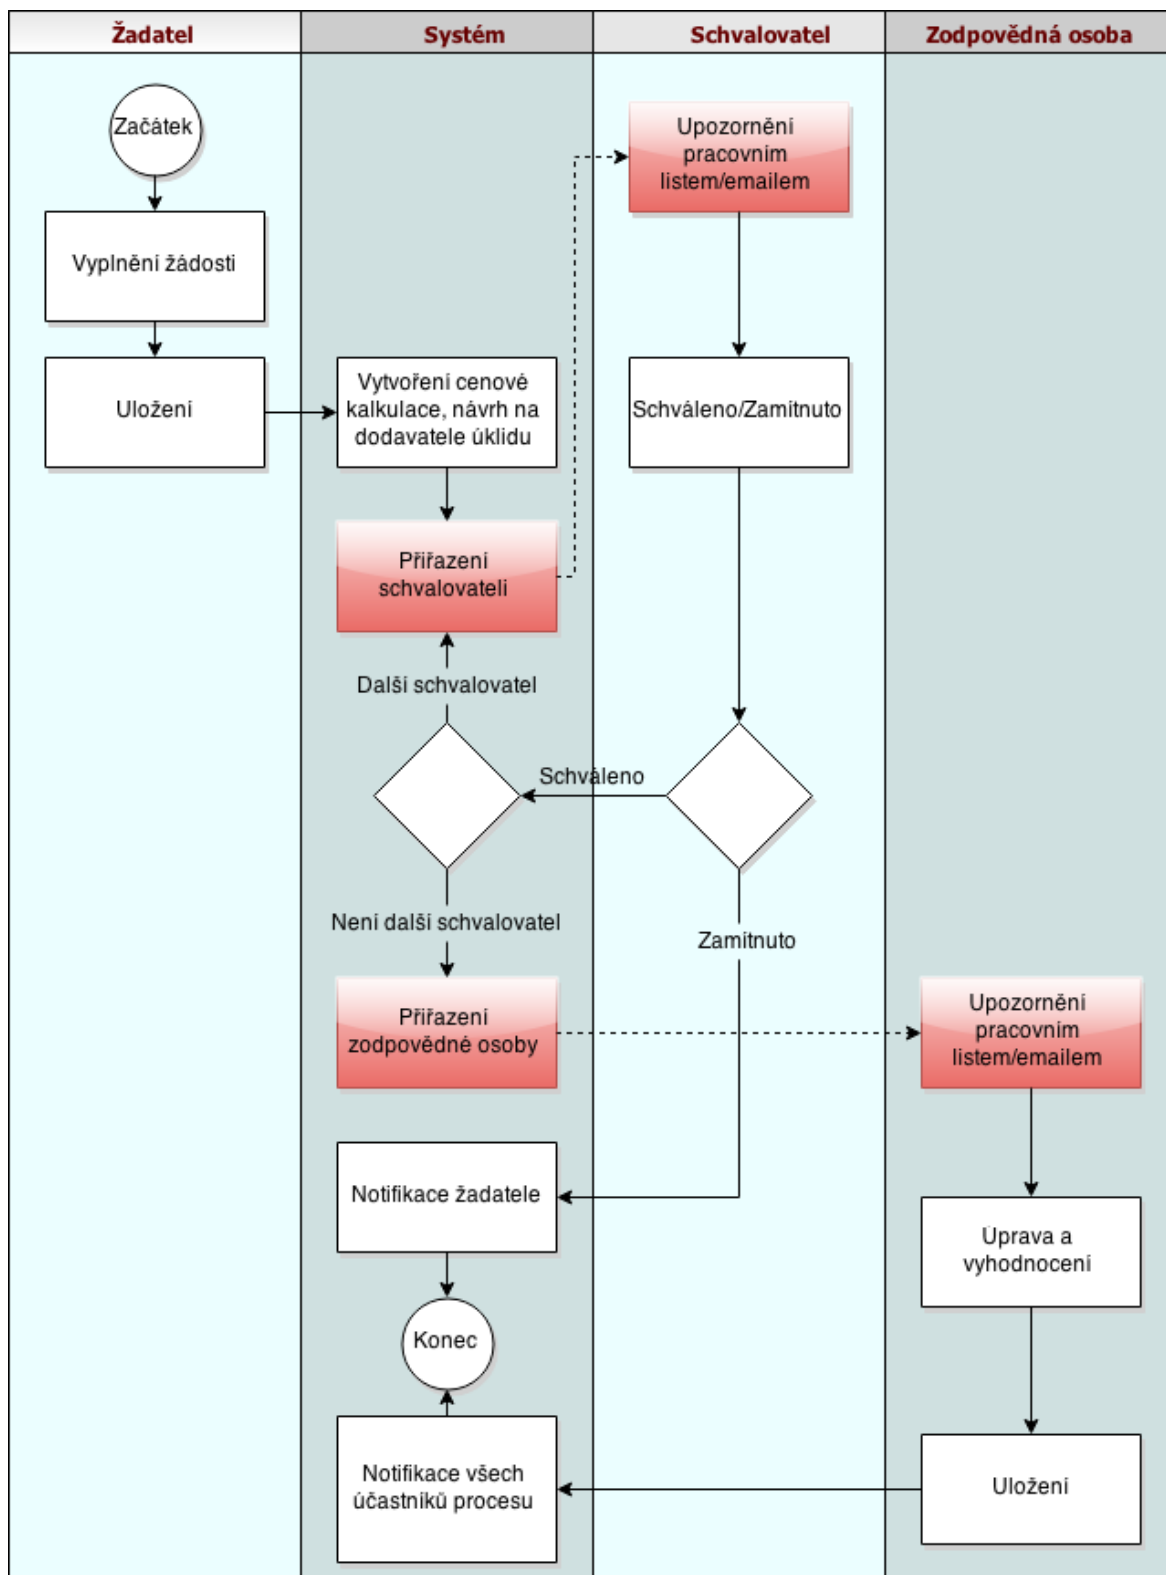 Žadatel
Systém
Schvalovatel
Zodpovědná osoba
Začátek
Upozornění
pracovním
listem/emailem
Vyplnění žádosti
Uložení
Vytvoření cenové
kalkulace, návrh na
dodavatele úklidu
Schváleno/Zamítnuto
Přiřazení
schvalovateli
Další schvalovatel
Schváleno
Není další schvalovatel
Zamítnuto
Přiřazení
zodpovědné osoby
Upozornění
pracovním
listem/emailem
Notifikace žadatele
Úprava a
vyhodnocení
Konec
Notifikace všech
účastníků procesu
Uložení